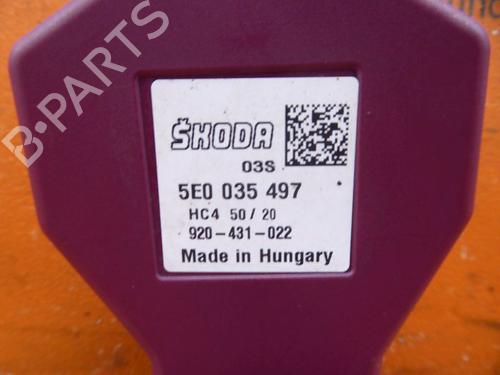 B-PARTS
ŠKODA
03S
5E0 035 497
HC4 50/20
920-431-022
Made in Hungary